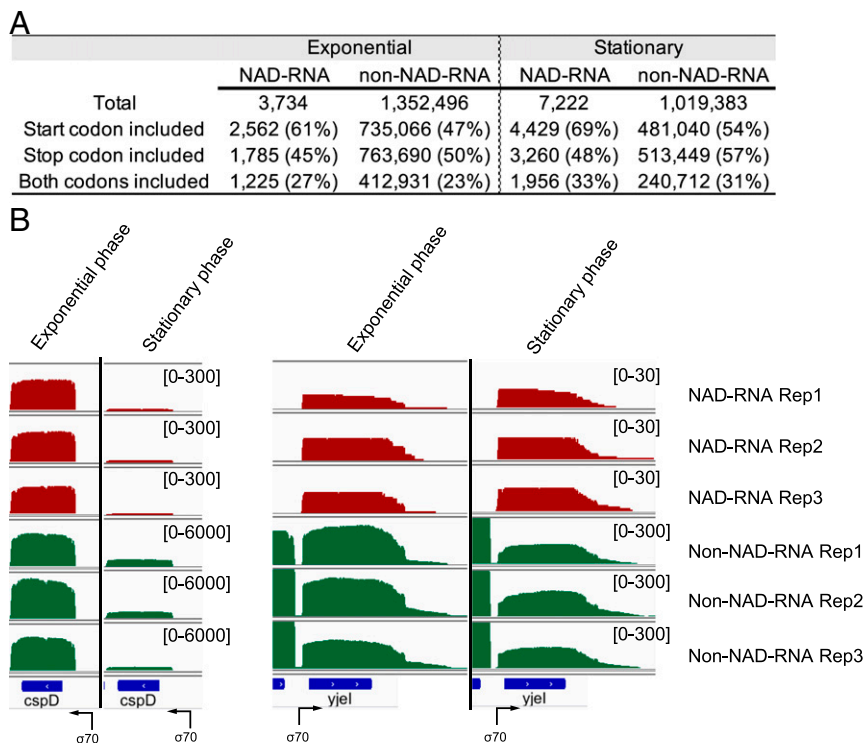 A
Exponential Stationary
NAD-RNA non-NAD-RNA NAD-RNA non-NAD-RNA
Total 3,734 1,352,496 7,222 1,019,383
Start codon included 2,562 (61%) 735,066 (47%) 4,429 (69%) 481,040 (54%)
Stop codon included 1,785 (45%) 763,690 (50%) 3,260 (48%) 513,449 (57%)
Both codons included 1,225 (27%) 412,931 (23%) 1,956 (33%) 240,712 (31%)
B
Exponential phase Stationary phase Exponential phase Stationary phase
[0-300] [0-30] NAD-RNA Rep1
[0-300] [0-30] NAD-RNA Rep2
[0-300] [0-30] NAD-RNA Rep3
[0-6000] [0-300] Non-NAD-RNA Rep1
[0-6000] [0-300] Non-NAD-RNA Rep2
[0-6000] [0-300] Non-NAD-RNA Rep3
cspD cspD yjeI yjeI
σ70 σ70 σ70 σ70